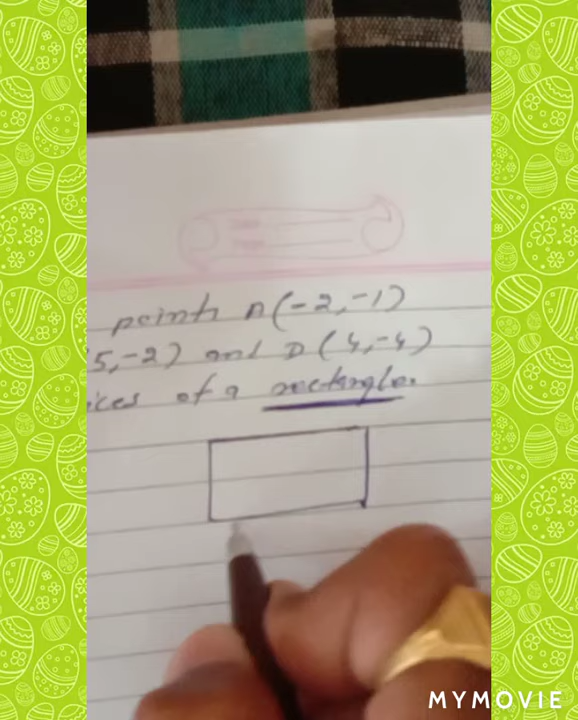 points A(-2,-1)
5,-2) and D (4,-4)
ices of a rectangle.
MYMOVIE